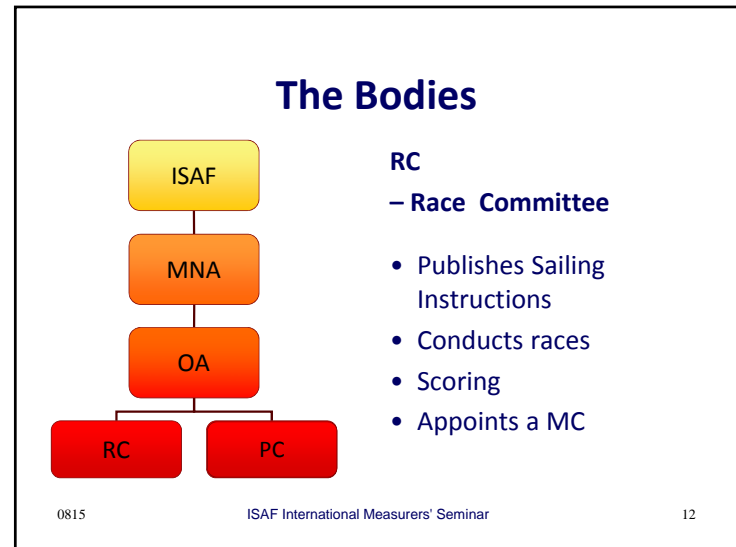 The Bodies
ISAF
MNA
OA
RC
PC
RC
– Race Committee
• Publishes Sailing
Instructions
• Conducts races
• Scoring
• Appoints a MC
0815
ISAF International Measurers' Seminar
12